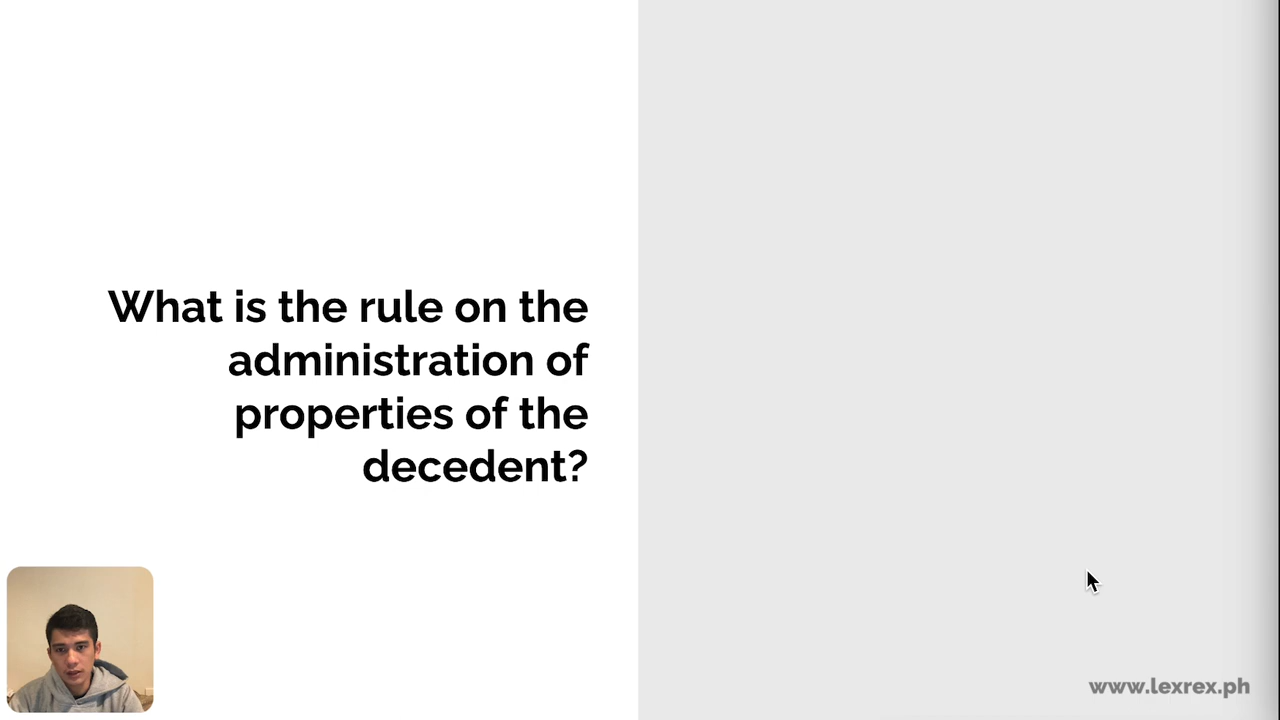 What is the rule on the
administration of
properties of the
decedent?
www.lexrex.ph